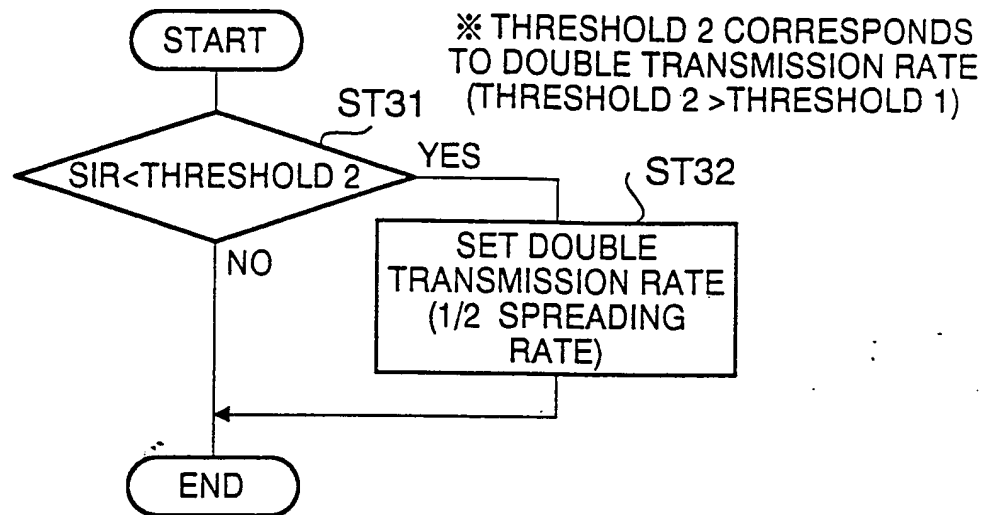 START
※ THRESHOLD 2 CORRESPONDS
TO DOUBLE TRANSMISSION RATE
(THRESHOLD 2 >THRESHOLD 1)
ST31
SIR<THRESHOLD 2
YES
ST32
NO
SET DOUBLE
TRANSMISSION RATE
(1/2 SPREADING
RATE)
END